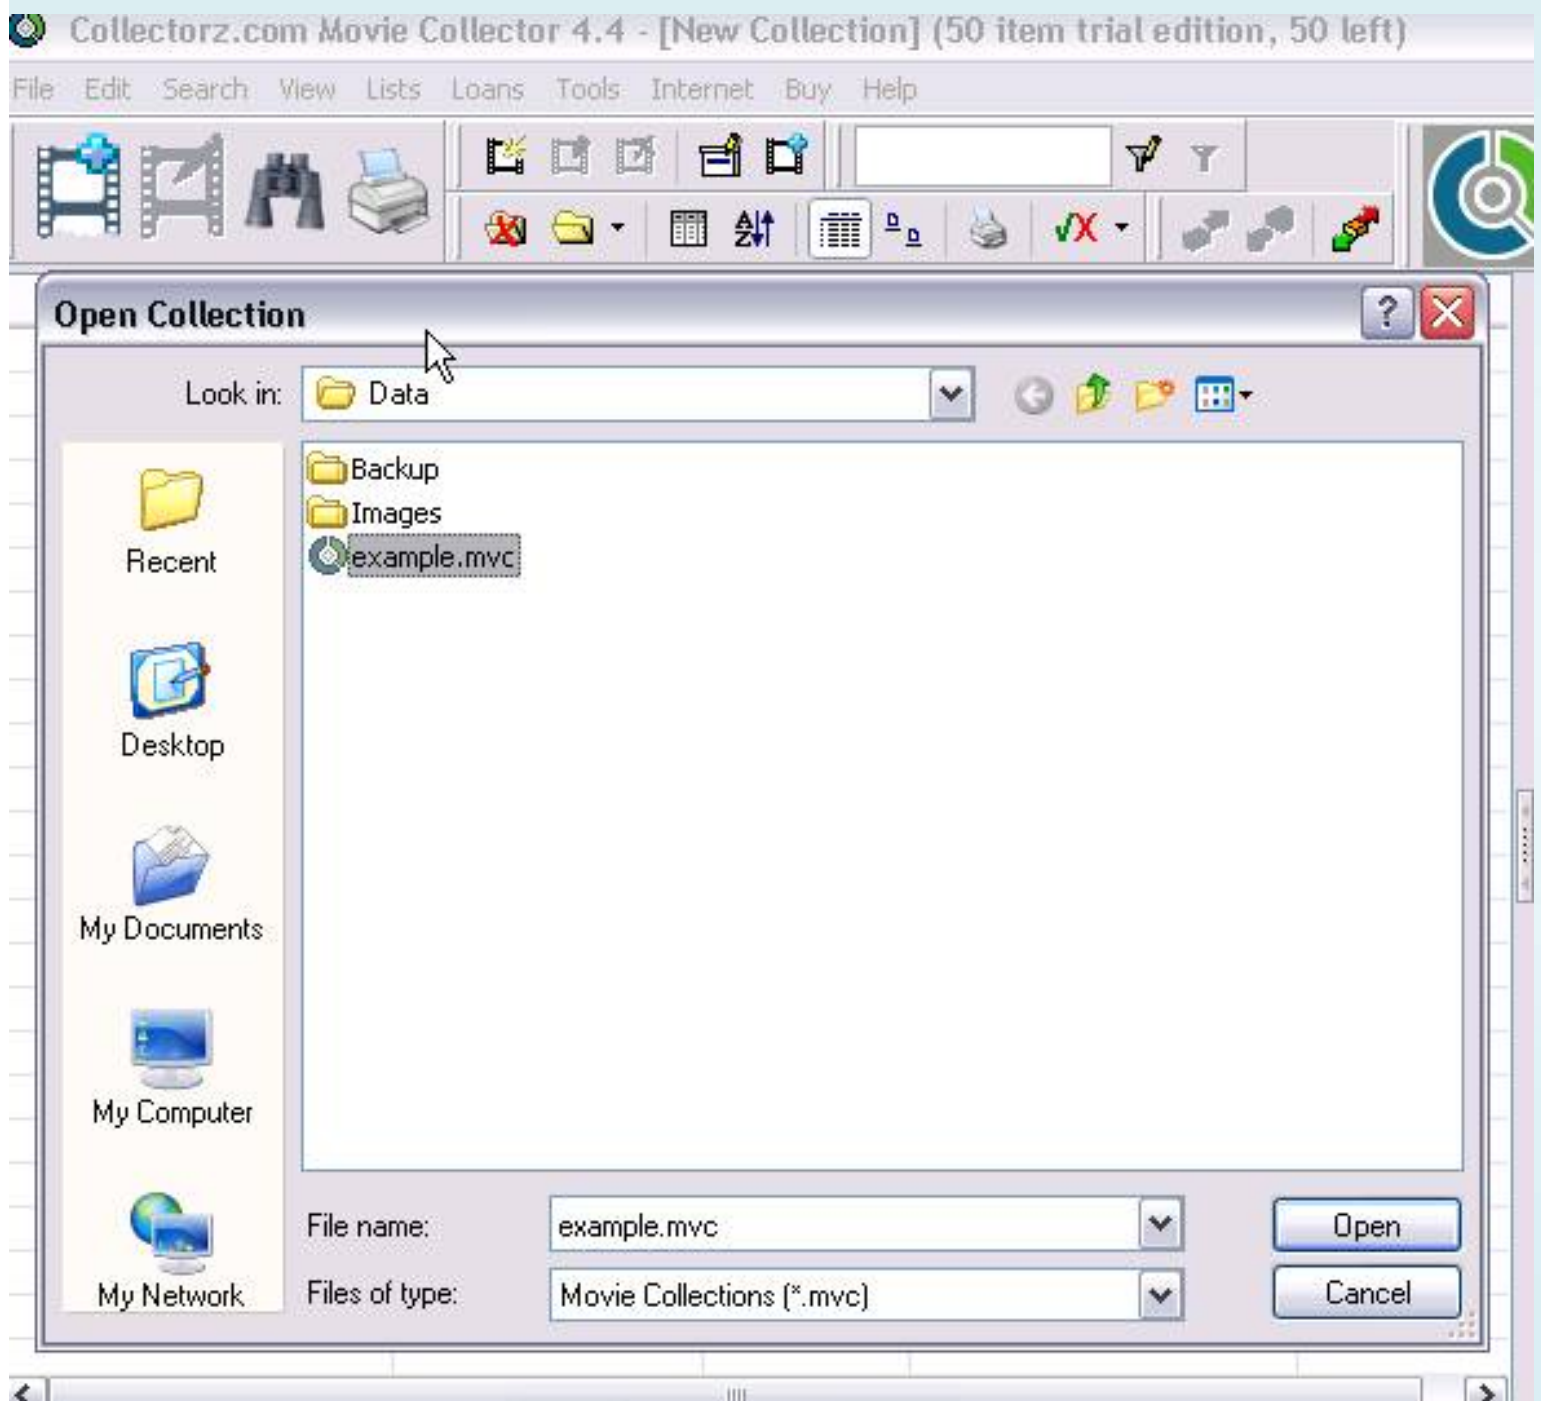 Collectorz.com Movie Collector 4.4 - [New Collection] (50 item trial edition, 50 left)
File Edit Search View Lists Loans Tools Internet Buy Help
Open Collection
Look in: Data
Backup
Images
example.mvc
Recent
Desktop
My Documents
My Computer
My Network
File name: example.mvc Open
Files of type: Movie Collections (*.mvc) Cancel